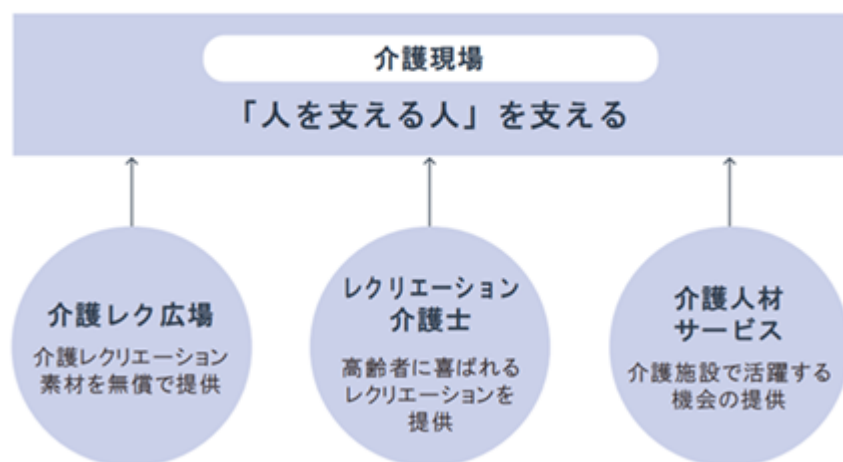 介護現場
「人を支える人」を支える
介護レク広場
介護レクリエーション
素材を無償で提供
レクリエーション
介護士
高齢者に喜ばれる
レクリエーションを
提供
介護人材
サービス
介護施設で活躍する
機会の提供